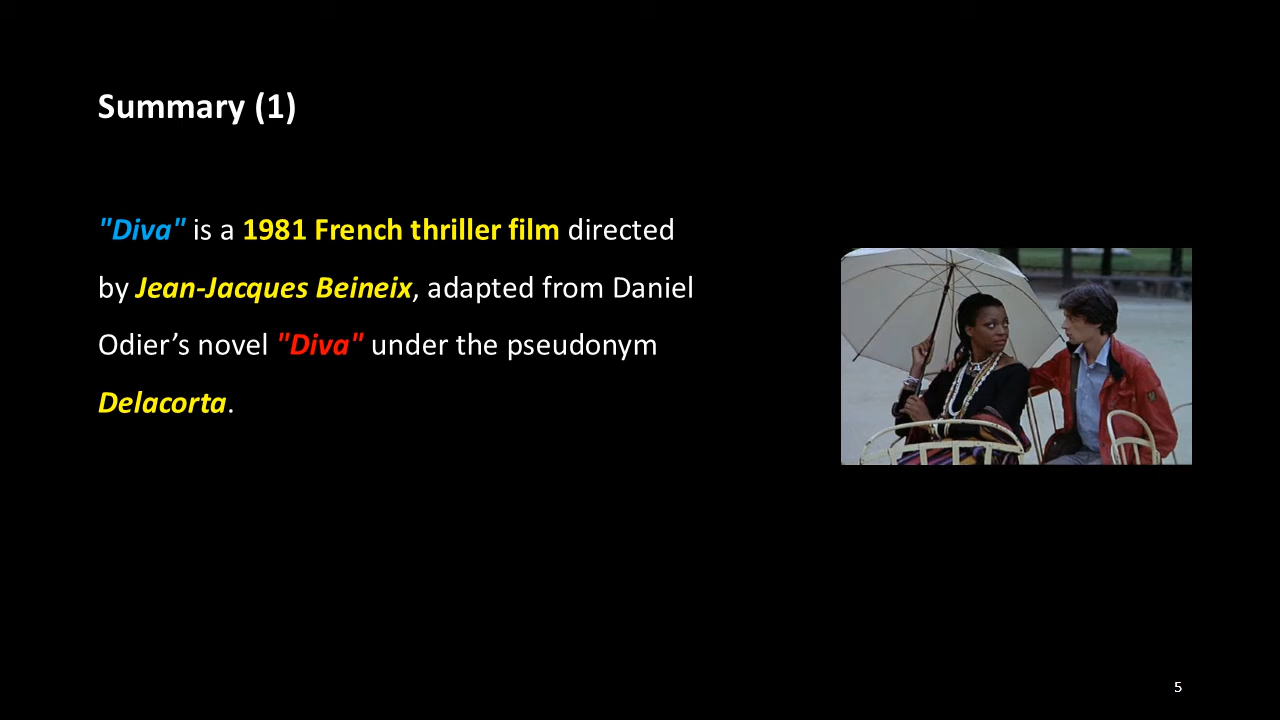 Summary (1)
"Diva" is a 1981 French thriller film directed
by Jean-Jacques Beineix, adapted from Daniel
Odier’s novel "Diva" under the pseudonym
Delacorta.
5